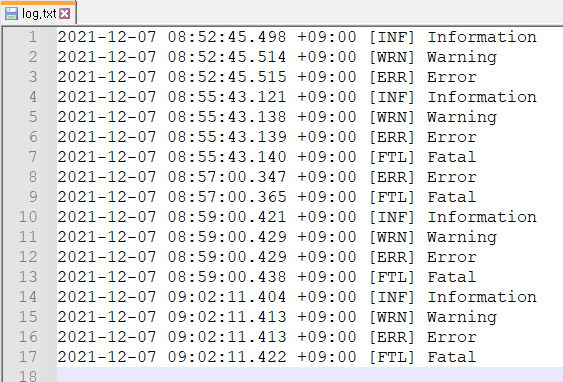 log.txt
1 2021-12-07 08:52:45.498 +09:00 [INF] Information
2 2021-12-07 08:52:45.514 +09:00 [WRN] Warning
3 2021-12-07 08:52:45.515 +09:00 [ERR] Error
4 2021-12-07 08:55:43.121 +09:00 [INF] Information
5 2021-12-07 08:55:43.138 +09:00 [WRN] Warning
6 2021-12-07 08:55:43.139 +09:00 [ERR] Error
7 2021-12-07 08:55:43.140 +09:00 [FTL] Fatal
8 2021-12-07 08:57:00.347 +09:00 [ERR] Error
9 2021-12-07 08:57:00.365 +09:00 [FTL] Fatal
10 2021-12-07 08:59:00.421 +09:00 [INF] Information
11 2021-12-07 08:59:00.429 +09:00 [WRN] Warning
12 2021-12-07 08:59:00.429 +09:00 [ERR] Error
13 2021-12-07 08:59:00.438 +09:00 [FTL] Fatal
14 2021-12-07 09:02:11.404 +09:00 [INF] Information
15 2021-12-07 09:02:11.413 +09:00 [WRN] Warning
16 2021-12-07 09:02:11.413 +09:00 [ERR] Error
17 2021-12-07 09:02:11.422 +09:00 [FTL] Fatal
18